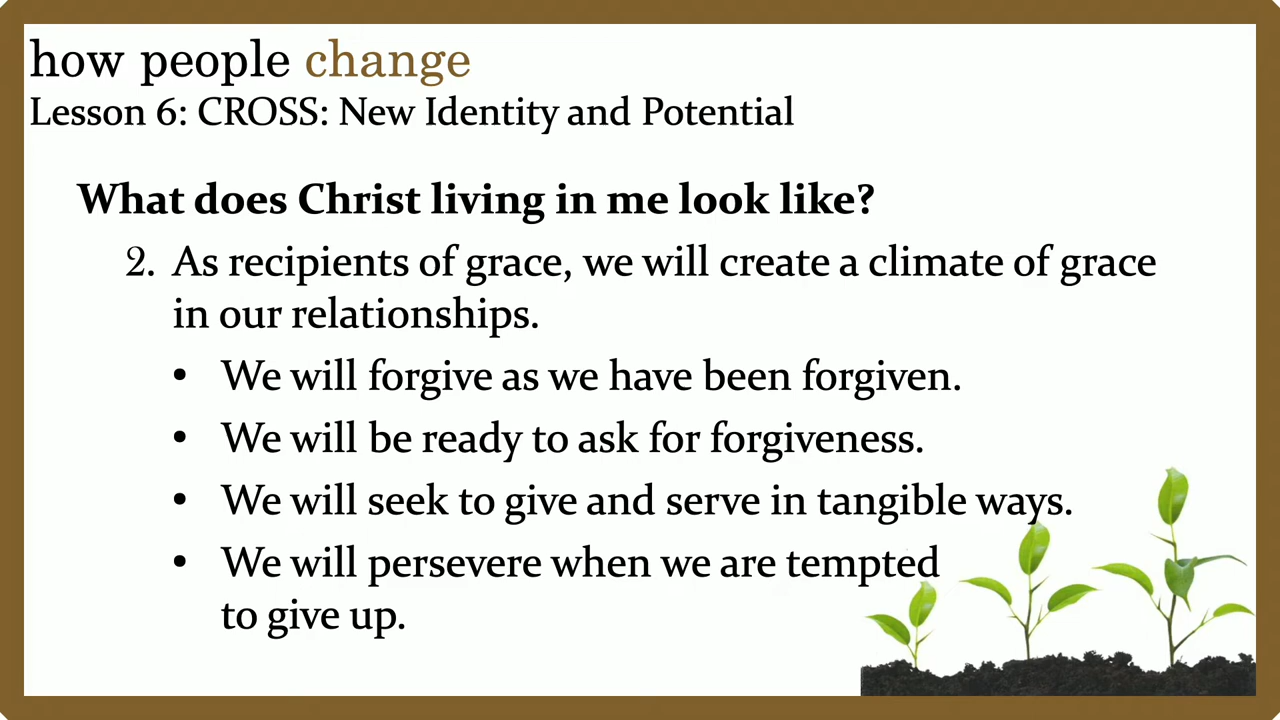 how people change
Lesson 6: CROSS: New Identity and Potential
What does Christ living in me look like?
2. As recipients of grace, we will create a climate of grace
in our relationships.
• We will forgive as we have been forgiven.
• We will be ready to ask for forgiveness.
• We will seek to give and serve in tangible ways.
• We will persevere when we are tempted
to give up.